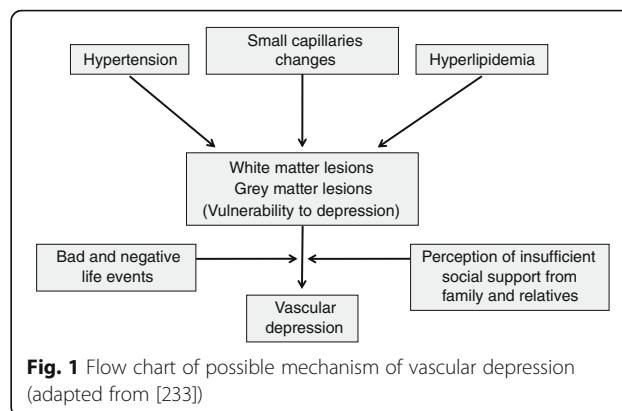 Hypertension
Small capillaries
changes
Hyperlipidemia
White matter lesions
Grey matter lesions
(Vulnerability to depression)
Bad and negative
life events
Perception of insufficient
social support from
family and relatives
Vascular
depression
Fig. 1 Flow chart of possible mechanism of vascular depression
(adapted from [233])